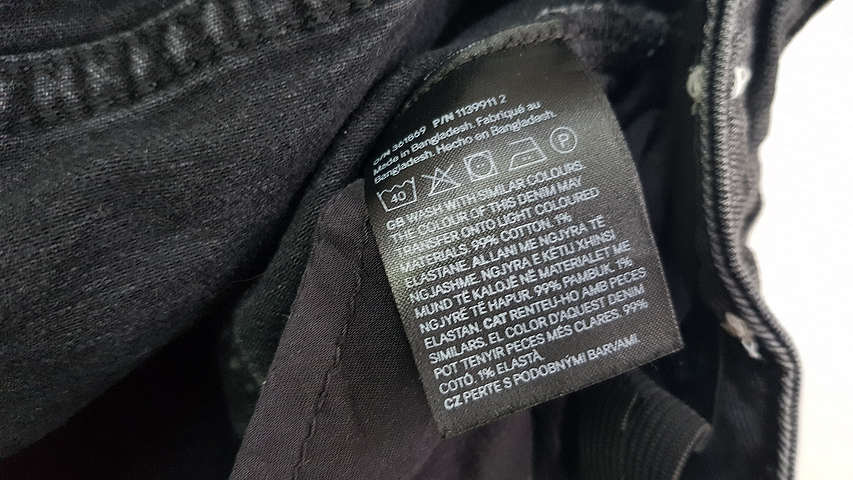 O/N 361869 P/N 1139911 2
Made in Bangladesh. Fabriqué au
Bangladesh. Hecho en Bangladesh.
40 P
GB WASH WITH SIMILAR COLOURS.
THE COLOUR OF THIS DENIM MAY
TRANSFER ONTO LIGHT COLOURED
MATERIALS. 99% COTTON. 1%
ELASTANE. AL LANI ME NGJYRA TË
NGJASHME. NGJYRA E KËTIJ XHINSI
MUND TË KALOJË NË MATERIALET ME
NGJYRË TË HAPUR. 99% PAMBUK. 1%
ELASTAN. CAT RENTEU-HO AMB PECES
SIMILARS. EL COLOR D'AQUEST DENIM
POT TENYIR PECES MÉS CLARES. 99%
COTÓ. 1% ELASTÀ.
CZ PERTE S PODOBNÝMI BARVAMI.